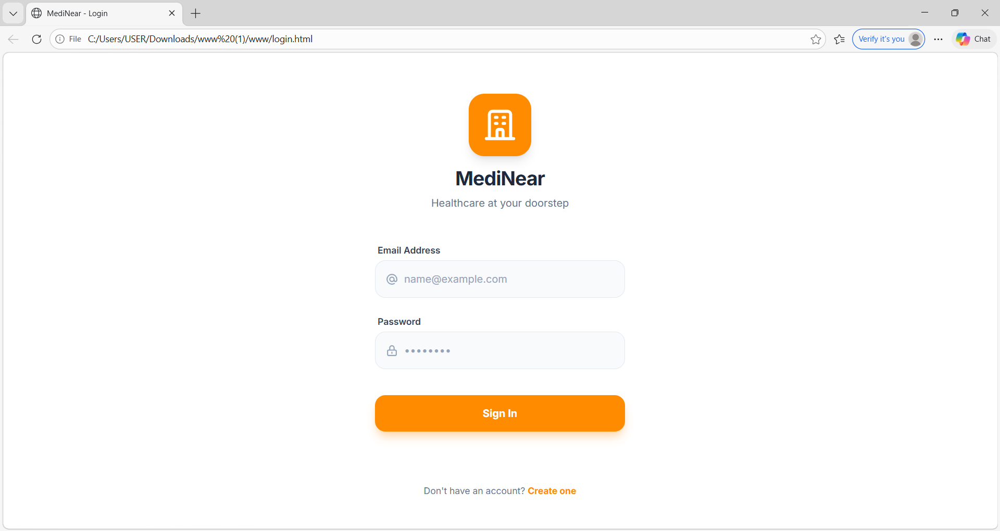 MediNear - Login
File C:/Users/USER/Downloads/www%20(1)/www/login.html
Verify it's you
Chat
MediNear
Healthcare at your doorstep
Email Address
name@example.com
Password
••••••••
Sign In
Don't have an account? Create one